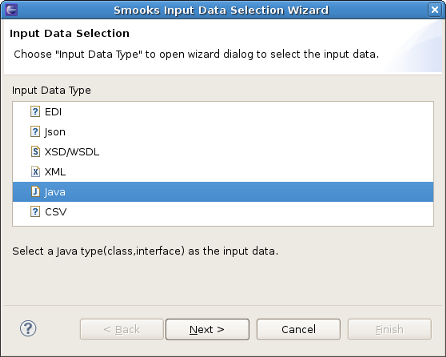 Smooks Input Data Selection Wizard
Input Data Selection
Choose "Input Data Type" to open wizard dialog to select the input data.
Input Data Type
EDI
Json
XSD/WSDL
XML
Java
CSV
Select a Java type(class,interface) as the input data.
< Back Next > Cancel Finish